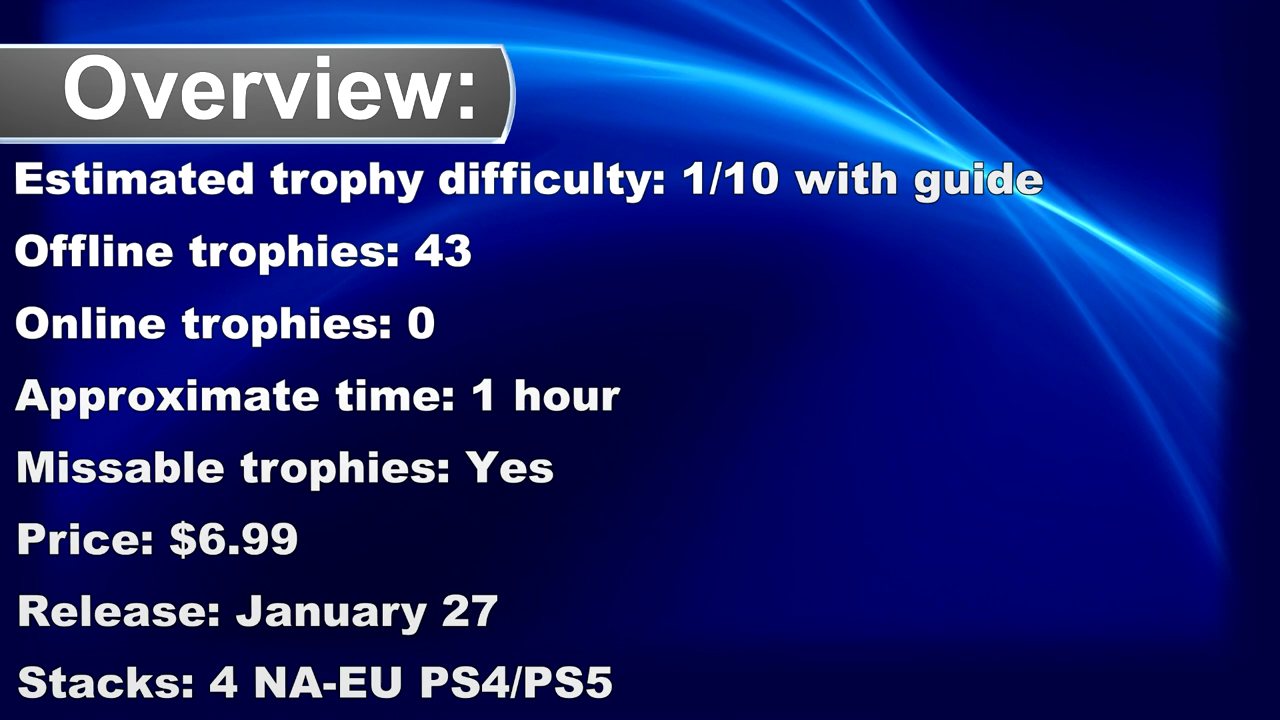 Overview:
Estimated trophy difficulty: 1/10 with guide
Offline trophies: 43
Online trophies: 0
Approximate time: 1 hour
Missable trophies: Yes
Price: $6.99
Release: January 27
Stacks: 4 NA-EU PS4/PS5